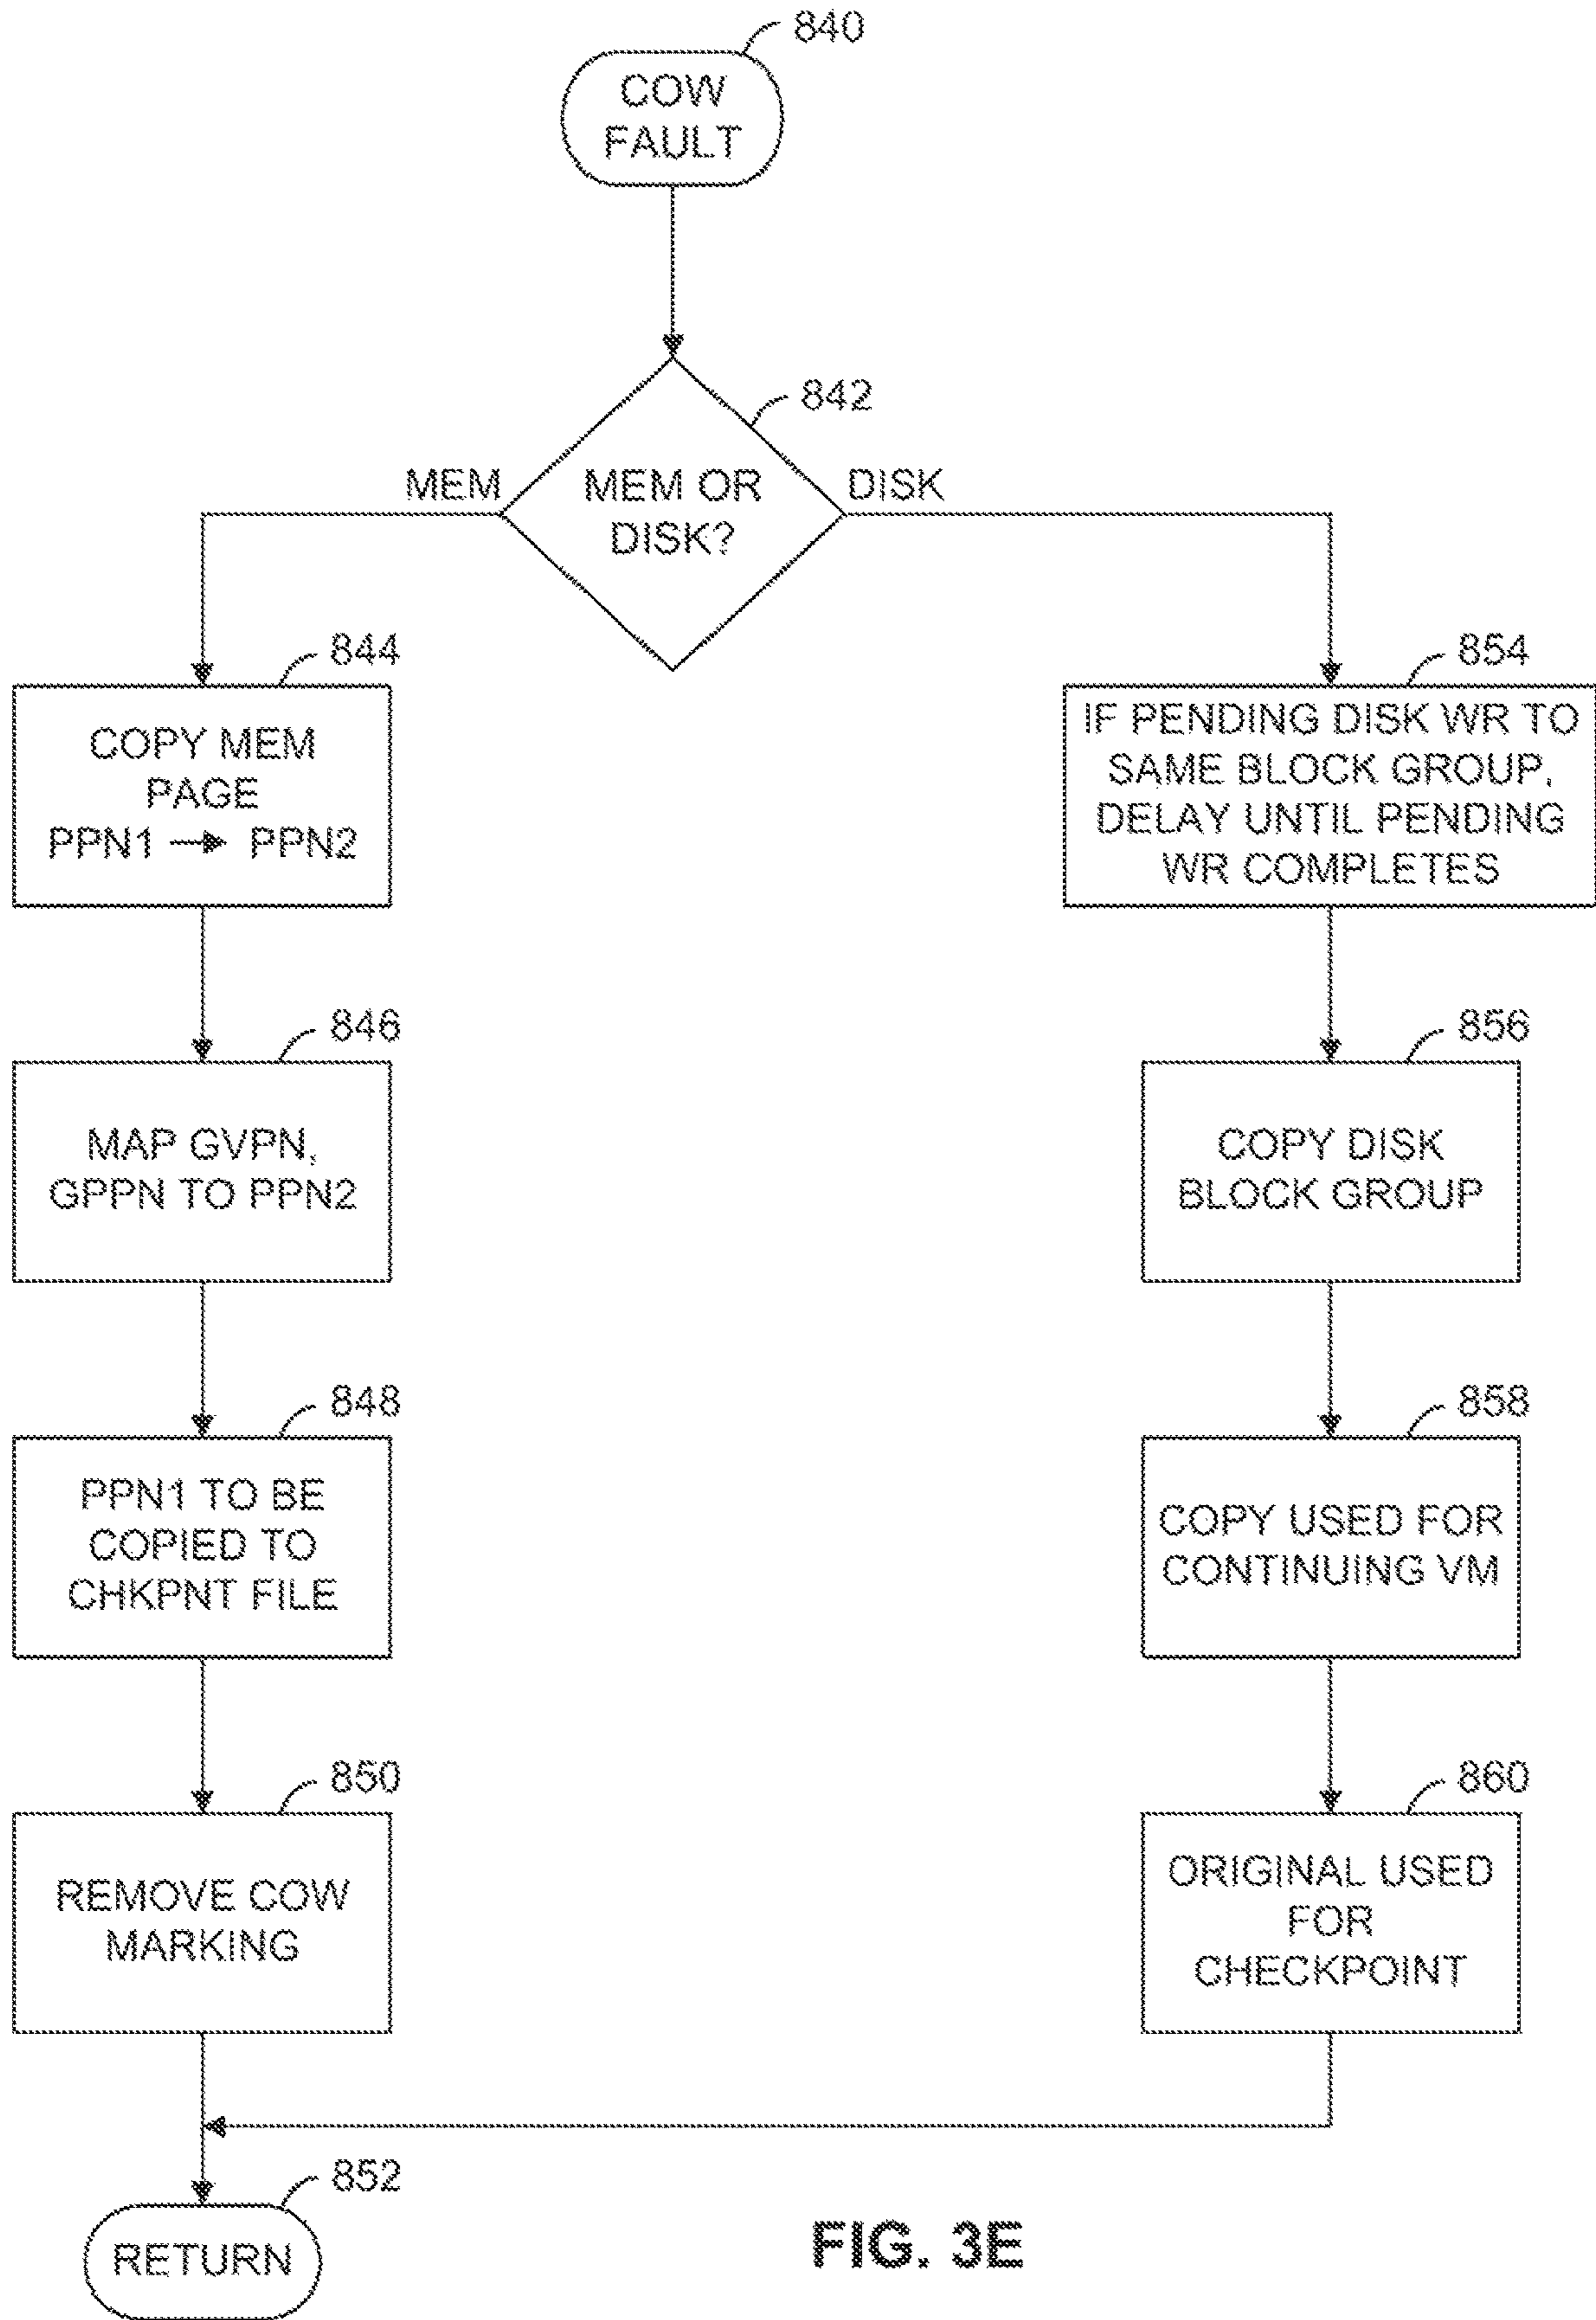 840
COW
FAULT
842
MEM
MEM OR
DISK?
DISK
844
COPY MEM
PAGE
PPN1 → PPN2
846
MAP GVPN,
GPPN TO PPN2
848
PPN1 TO BE
COPIED TO
CHKPNT FILE
850
REMOVE COW
MARKING
854
IF PENDING DISK WR TO
SAME BLOCK GROUP,
DELAY UNTIL PENDING
WR COMPLETES
856
COPY DISK
BLOCK GROUP
858
COPY USED FOR
CONTINUING VM
860
ORIGINAL USED
FOR
CHECKPOINT
852
RETURN
FIG. 3E